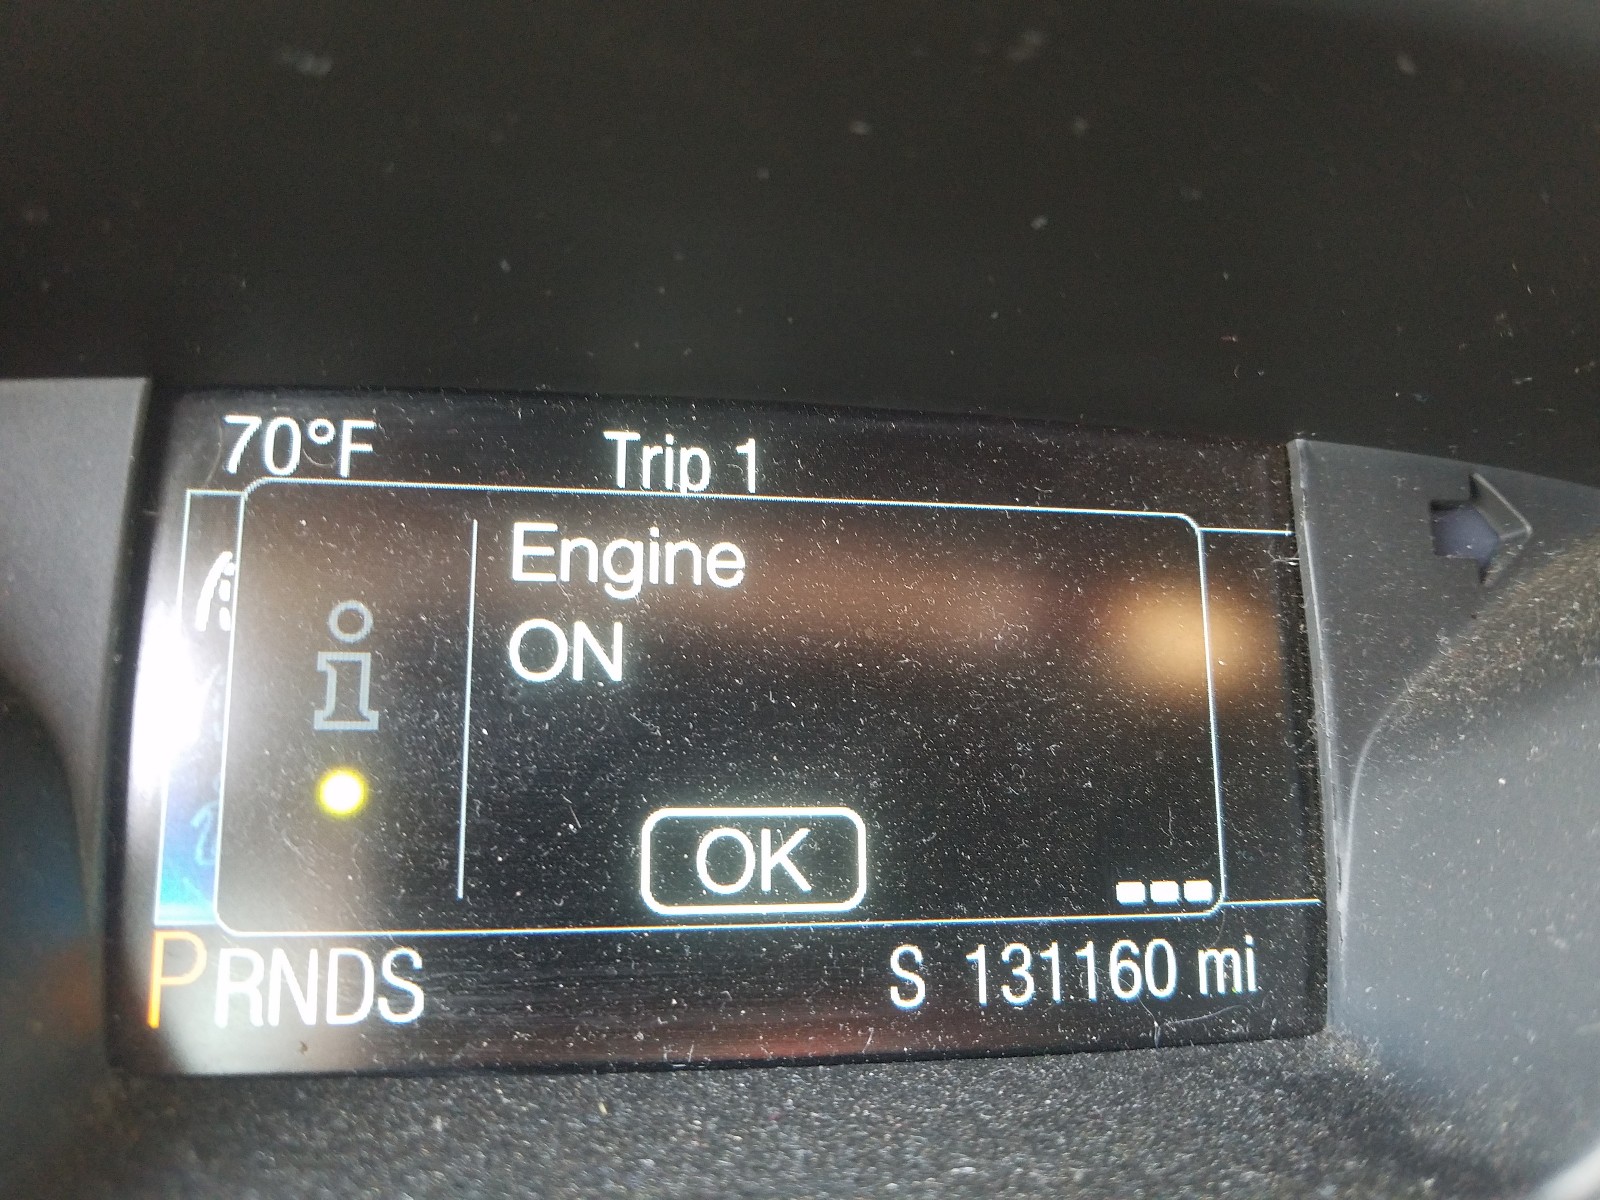 70°F Trip 1
Engine
ON
OK
PRNDS S 131160 mi